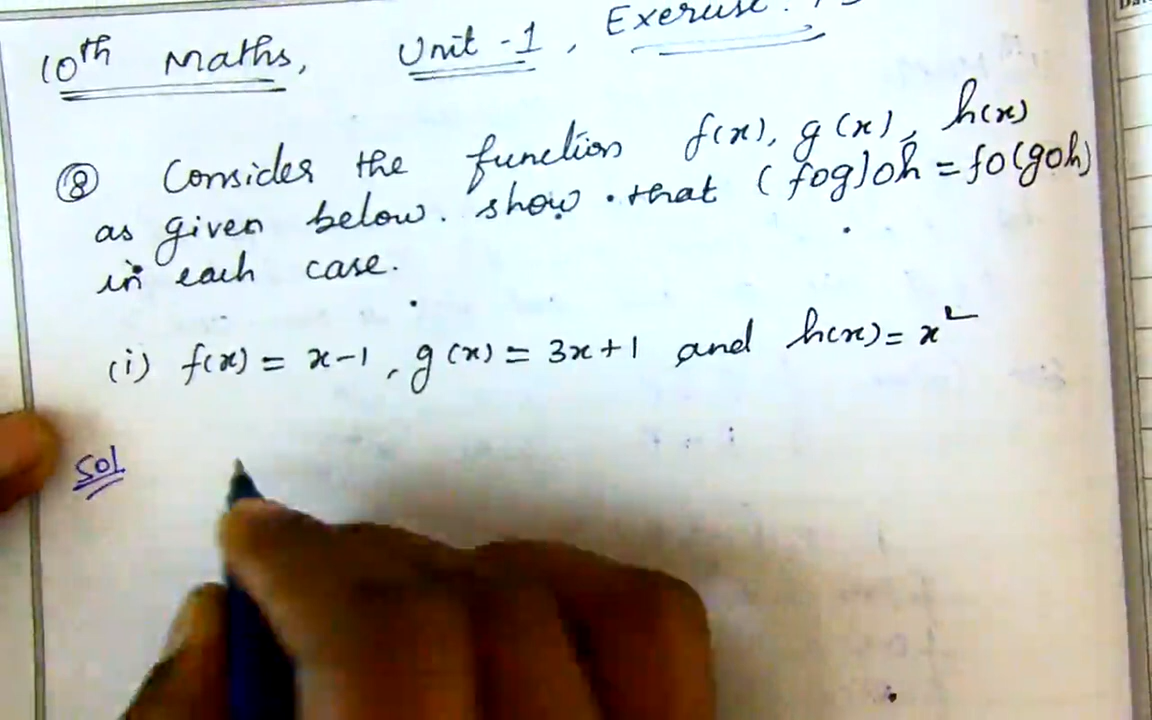 10th Maths, Unit - 1, Exercise.
⑧ Consider the function f(x), g(x), h(x)
as given below. show that (fog)oh = fo(goh)
in each case.
(i) f(x) = x-1, g(x) = 3x+1 and h(x) = x²
Sol